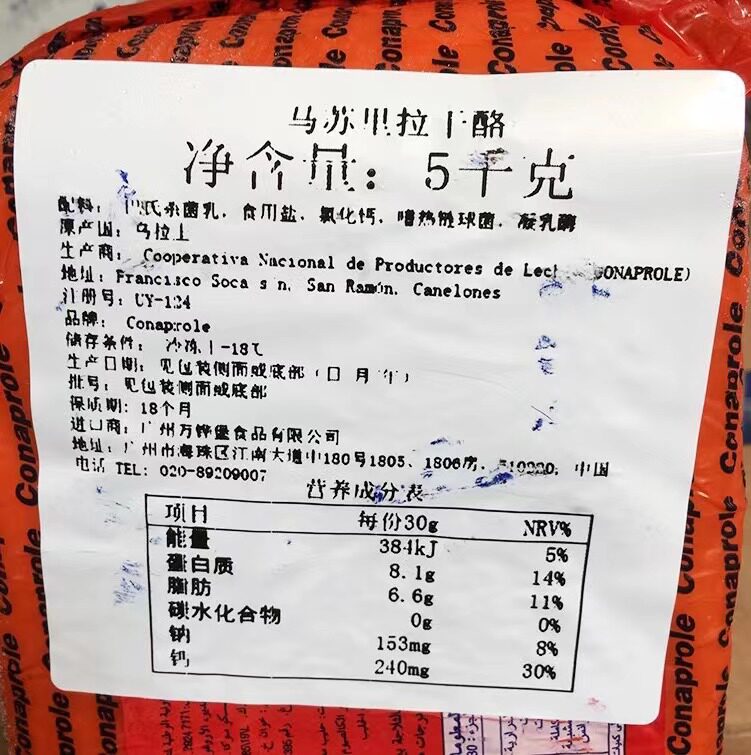 马苏里拉干酪
净含量：5千克
配料：巴氏杀菌乳，食用盐，氯化钙，嗜热链球菌，凝乳酶
原产国：乌拉圭
生产商：Cooperativa Nacional de Productores de Lech CONAPROLE)
地址：Francisco Soca s n, San Ramón, Canelones
注册号：UY-124
品牌：Conaprole
储存条件：冷冻,-18℃
生产日期：见包装侧面或底部（日 月 年）
批号：见包装侧面或底部
保质期：18个月
进口商：广州万铧堡食品有限公司
地址：广州市海珠区江南大道中180号1805、1806房，510220，中国
电话 TEL：020-89209007
营养成分表
项目 每份30g NRV%
能量 384kJ 5%
蛋白质 8.1g 14%
脂肪 6.6g 11%
碳水化合物 0g 0%
钠 153mg 8%
钙 240mg 30%
Conaprole